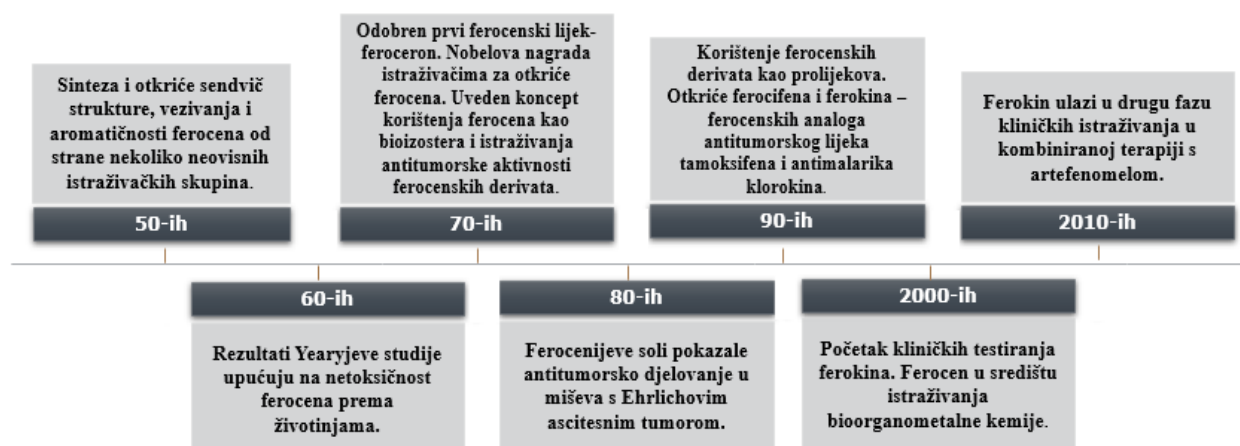 Sinteza i otkriće sendvič
strukture, vezivanja i
aromatičnosti ferocena od
strane nekoliko neovisnih
istraživačkih skupina.
50-ih
Rezultati Yearyjeve studije
upućuju na netoksičnost
ferocena prema
životinjama.
60-ih
Odobren prvi ferocenski lijek-
feroceron. Nobelova nagrada
istraživačima za otkriće
ferocena. Uveden koncept
korištenja ferocena kao
bioizostera i istraživanja
antitumorske aktivnosti
ferocenskih derivata.
70-ih
80-ih
Ferocenijeve soli pokazale
antitumorsko djelovanje u
miševa s Ehrlichovim
ascitesnim tumorom.
Korištenje ferocenskih
derivata kao prolijekova.
Otkriće ferocifena i ferokina –
ferocenskih analoga
antitumorskog lijeka
tamoksifena i antimalarika
klorokina.
90-ih
2000-ih
Početak kliničkih testiranja
ferokina. Ferocen u središtu
istraživanja
bioorganometalne kemije.
Ferokin ulazi u drugu fazu
kliničkih istraživanja u
kombiniranoj terapiji s
artefenomelom.
2010-ih